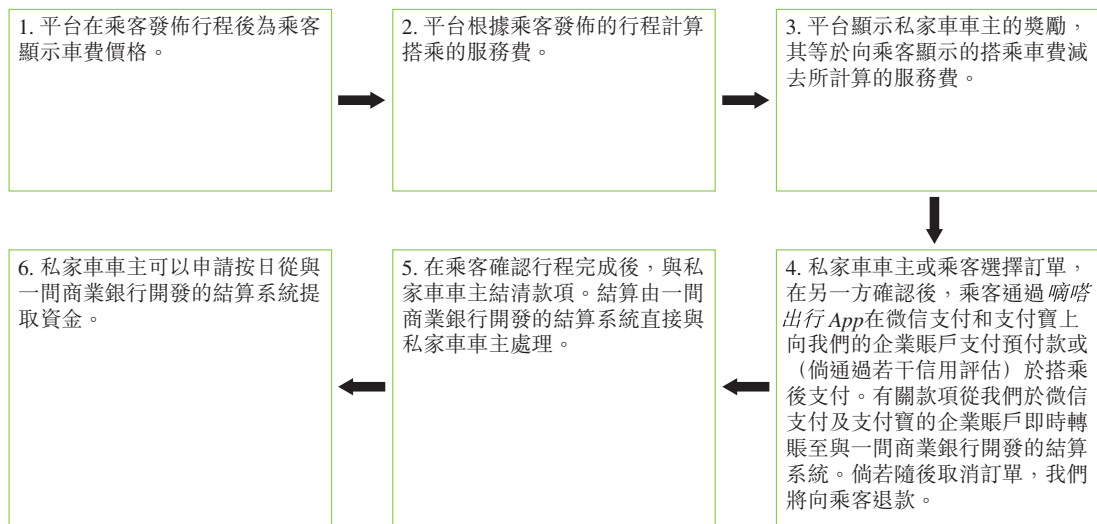 1. 平台在乘客發佈行程後為乘客
顯示車費價格。
2. 平台根據乘客發佈的行程計算
搭乘的服務費。
3. 平台顯示私家車車主的獎勵，
其等於向乘客顯示的搭乘車費減
去所計算的服務費。
4. 私家車車主或乘客選擇訂單，
在另一方確認後，乘客通過嘀嗒
出行App在微信支付和支付寶上
向我們的企業賬戶支付預付款或
（倘通過若干信用評估）於搭乘
後支付。有關款項從我們於微信
支付及支付寶的企業賬戶即時轉
賬至與一間商業銀行開發的結算
系統。倘若隨後取消訂單，我們
將向乘客退款。
5. 在乘客確認行程完成後，與私
家車車主結清款項。結算由一間
商業銀行開發的結算系統直接與
私家車車主處理。
6. 私家車車主可以申請按日從與
一間商業銀行開發的結算系統提
取資金。